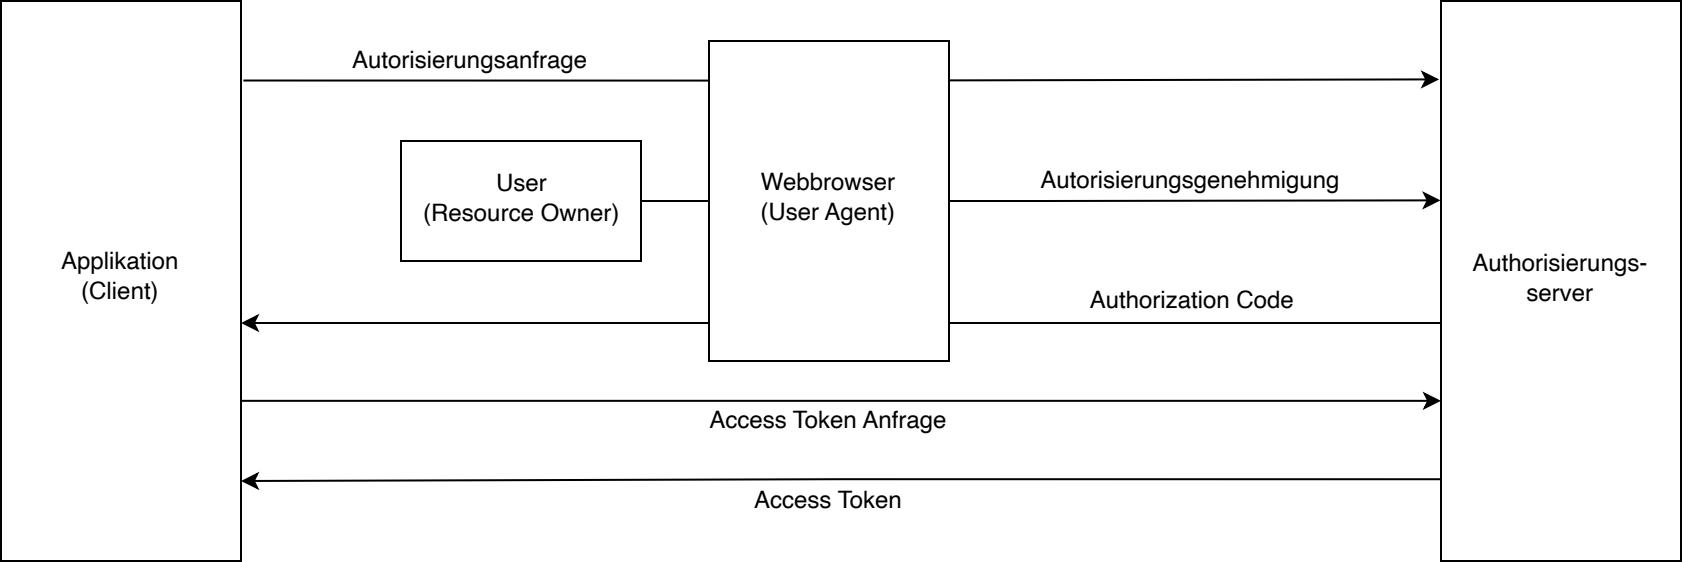 Autorisierungsanfrage
User
(Resource Owner)
Webbrowser
(User Agent)
Autorisierungsgenehmigung
Applikation
(Client)
Authorisierungs-
server
Authorization Code
Access Token Anfrage
Access Token